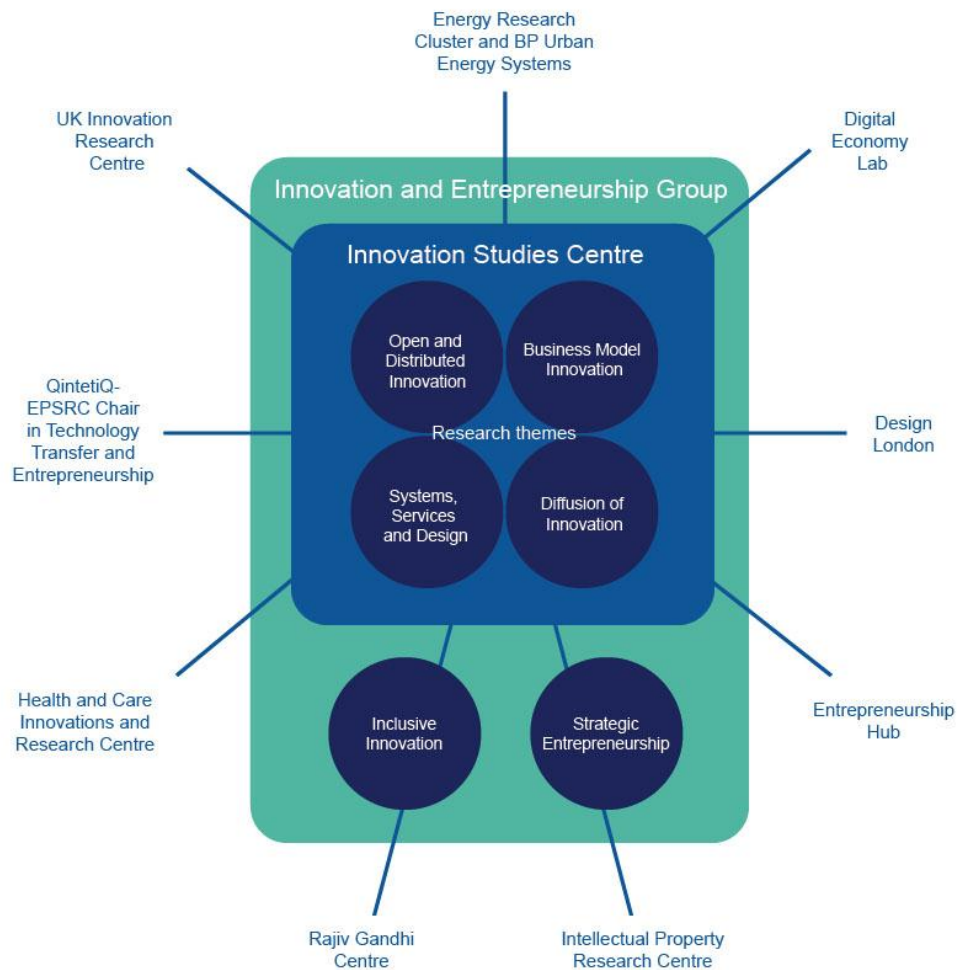 Energy Research
Cluster and BP Urban
Energy Systems
UK Innovation
Research
Centre
Digital
Economy
Lab
Innovation and Entrepreneurship Group
Innovation Studies Centre
Open and
Distributed
Innovation
Business Model
Innovation
Research themes
QintetiQ-
EPSRC Chair
in Technology
Transfer and
Entrepreneurship
Design
London
Systems,
Services
and Design
Diffusion of
Innovation
Health and Care
Innovations and
Research Centre
Inclusive
Innovation
Strategic
Entrepreneurship
Entrepreneurship
Hub
Rajiv Gandhi
Centre
Intellectual Property
Research Centre